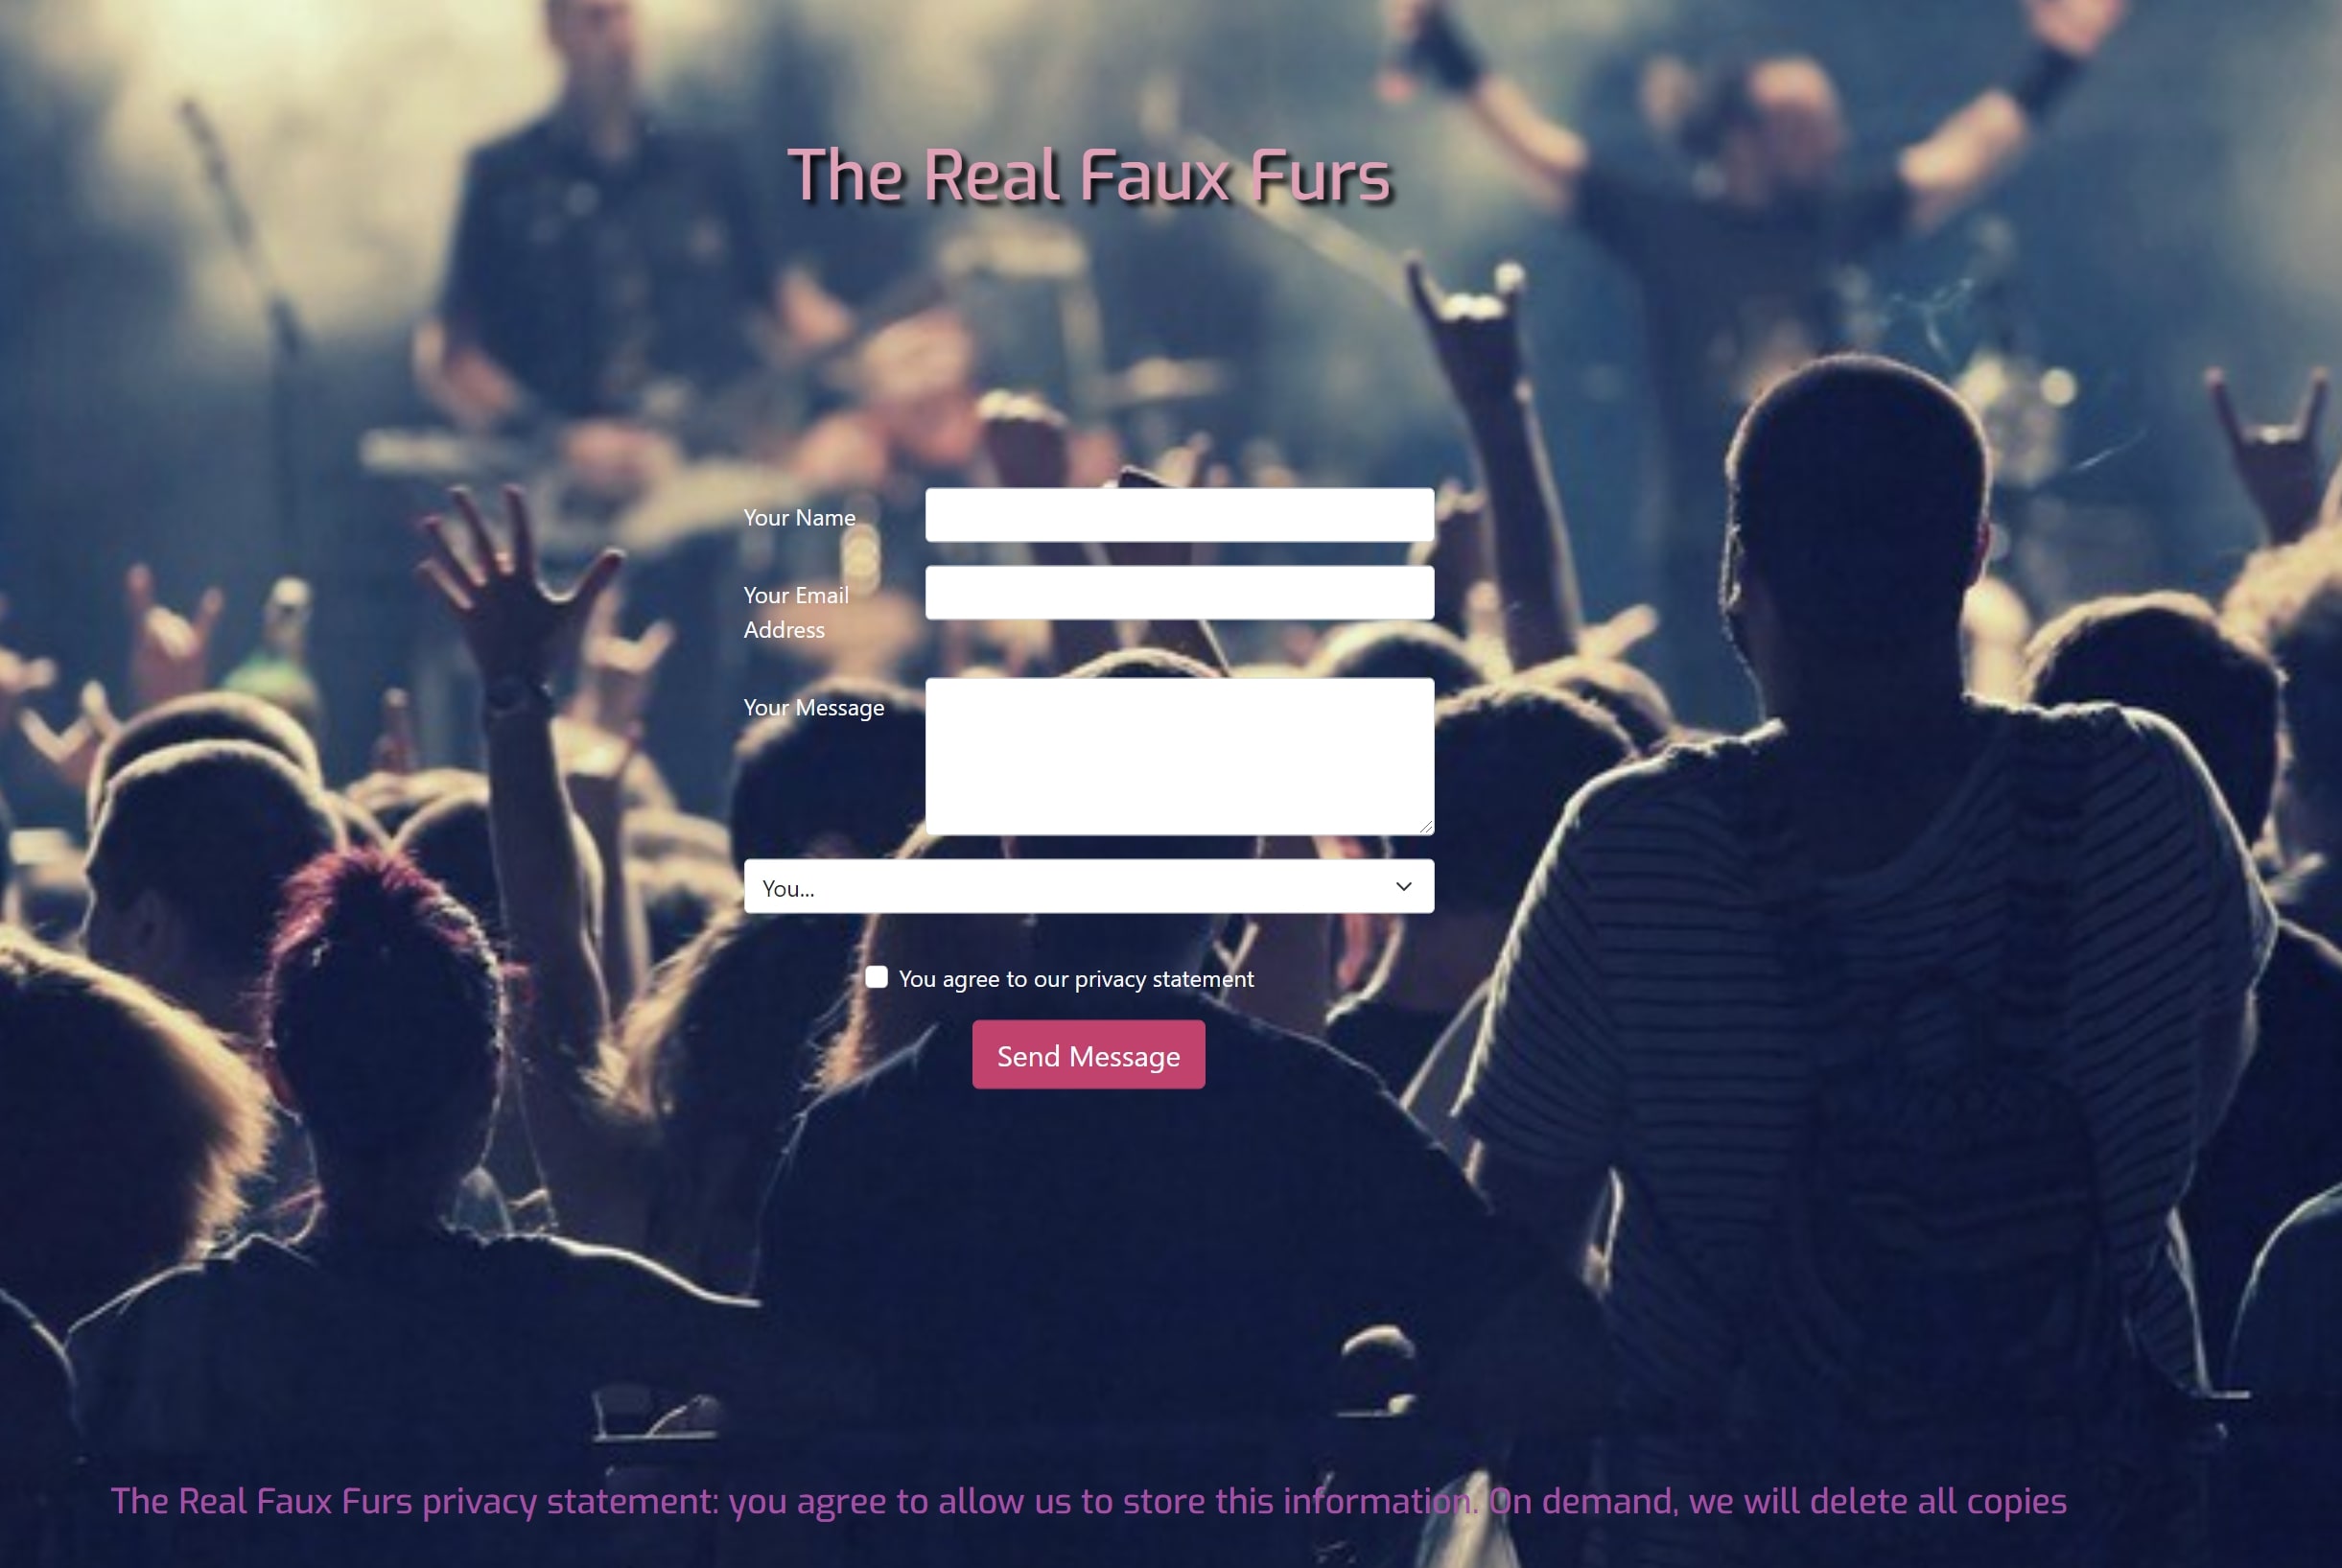 The Real Faux Furs
Your Name
Your Email
Address
Your Message
You...
You agree to our privacy statement
Send Message
The Real Faux Furs privacy statement: you agree to allow us to store this information. On demand, we will delete all copies